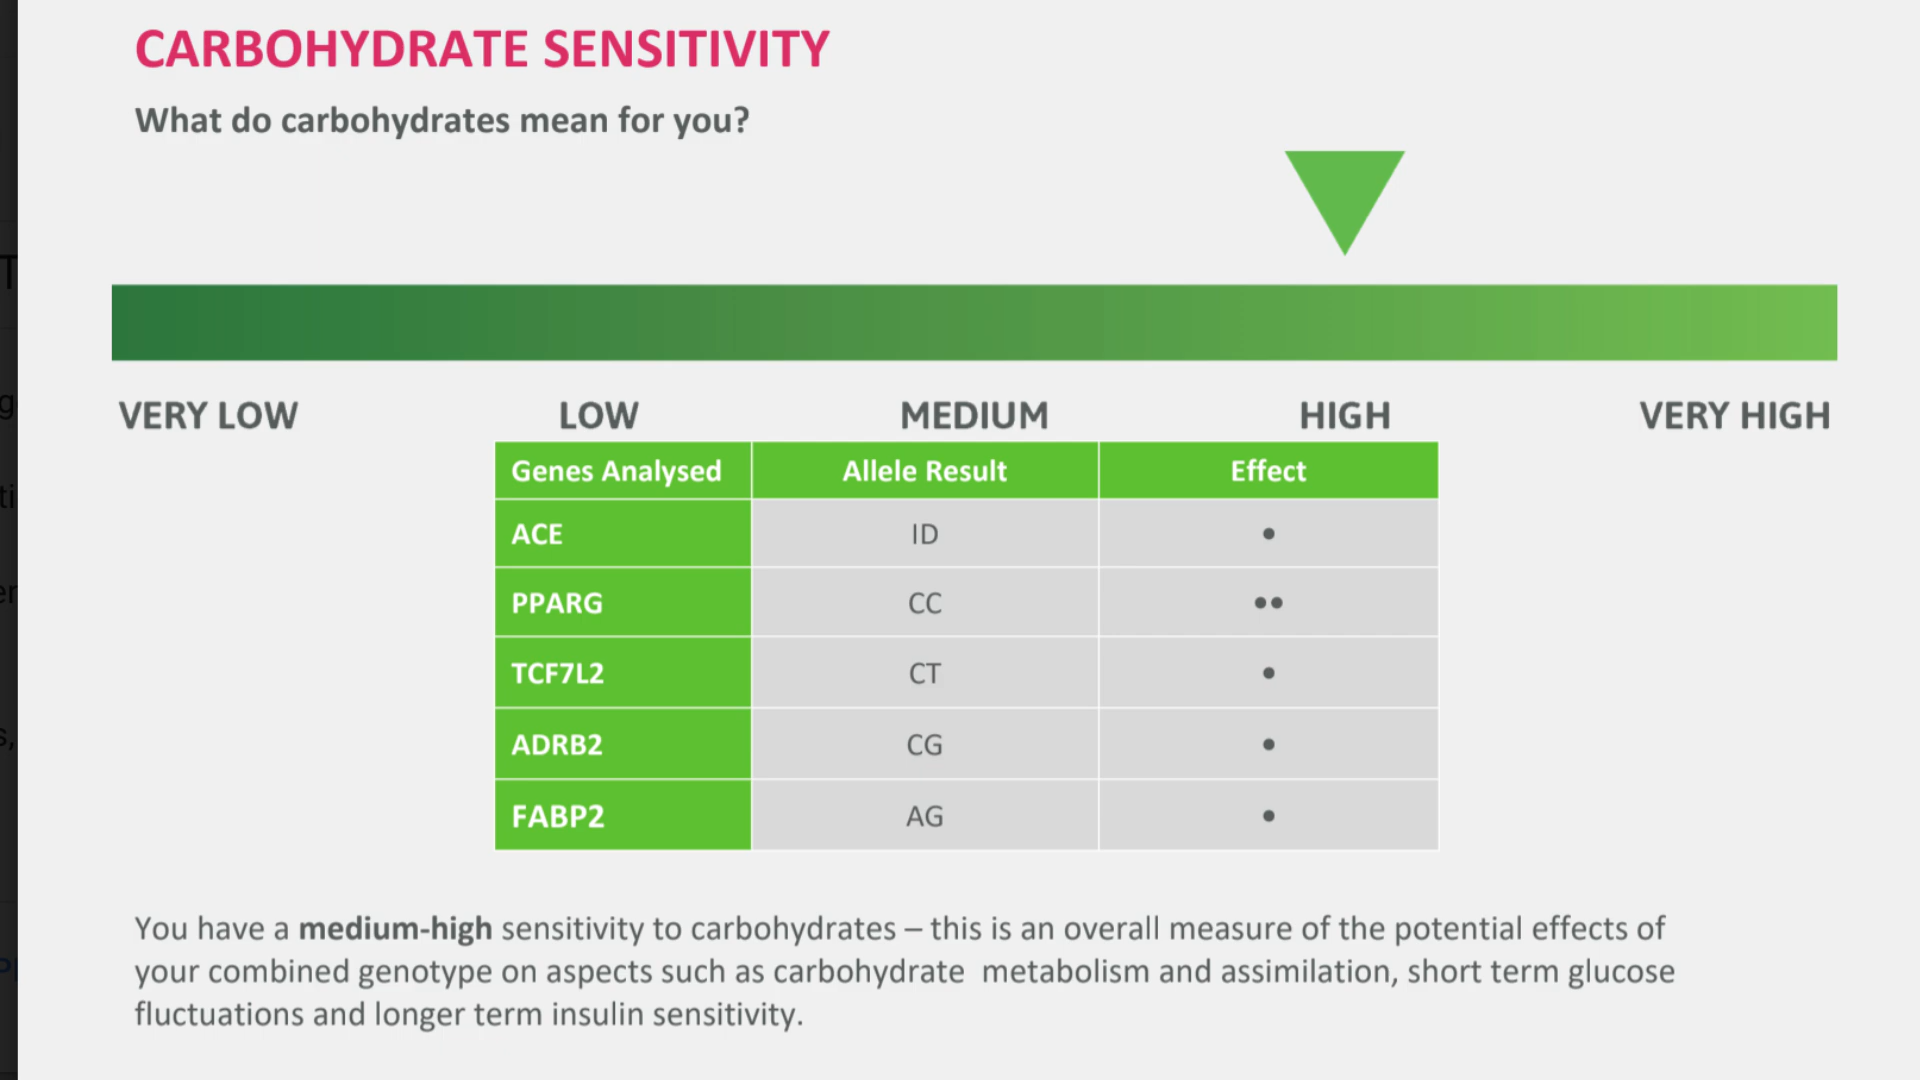 CARBOHYDRATE SENSITIVITY
What do carbohydrates mean for you?
VERY LOW LOW MEDIUM HIGH VERY HIGH
Genes Analysed Allele Result Effect
ACE ID •
PPARG CC ••
TCF7L2 CT •
ADRB2 CG •
FABP2 AG •
You have a medium-high sensitivity to carbohydrates – this is an overall measure of the potential effects of
your combined genotype on aspects such as carbohydrate metabolism and assimilation, short term glucose
fluctuations and longer term insulin sensitivity.